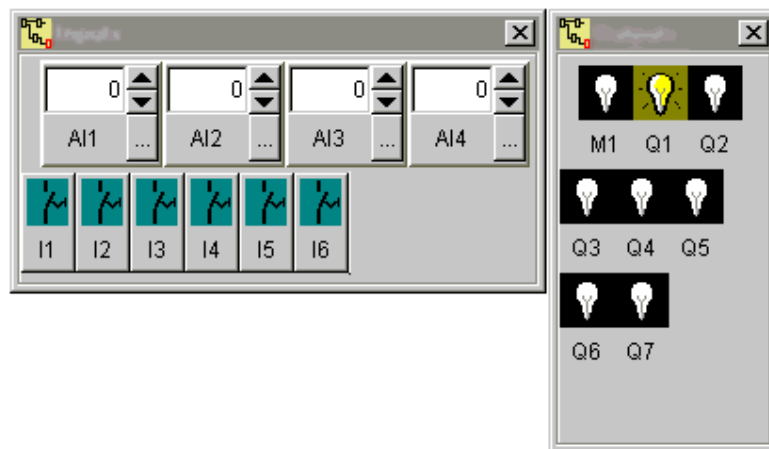 0 0 0 0
AI1 ... AI2 ... AI3 ... AI4 ...
I1 I2 I3 I4 I5 I6
M1 Q1 Q2
Q3 Q4 Q5
Q6 Q7